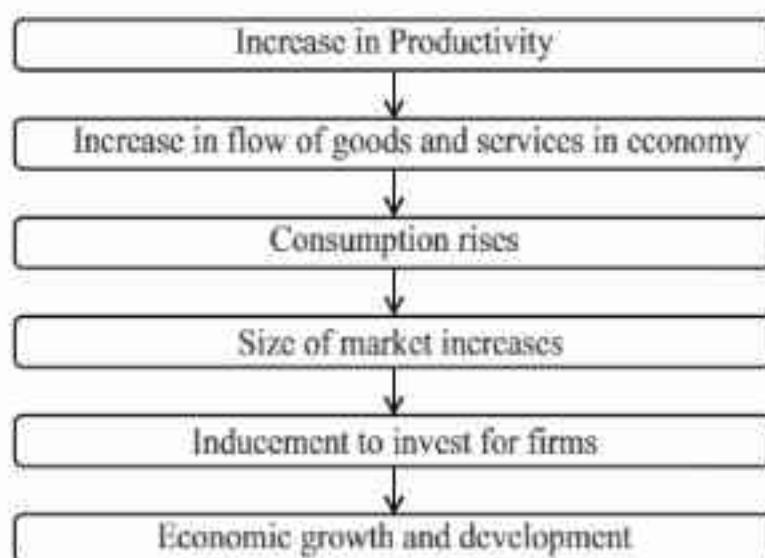 Increase in Productivity
Increase in flow of goods and services in economy
Consumption rises
Size of market increases
Inducement to invest for firms
Economic growth and development